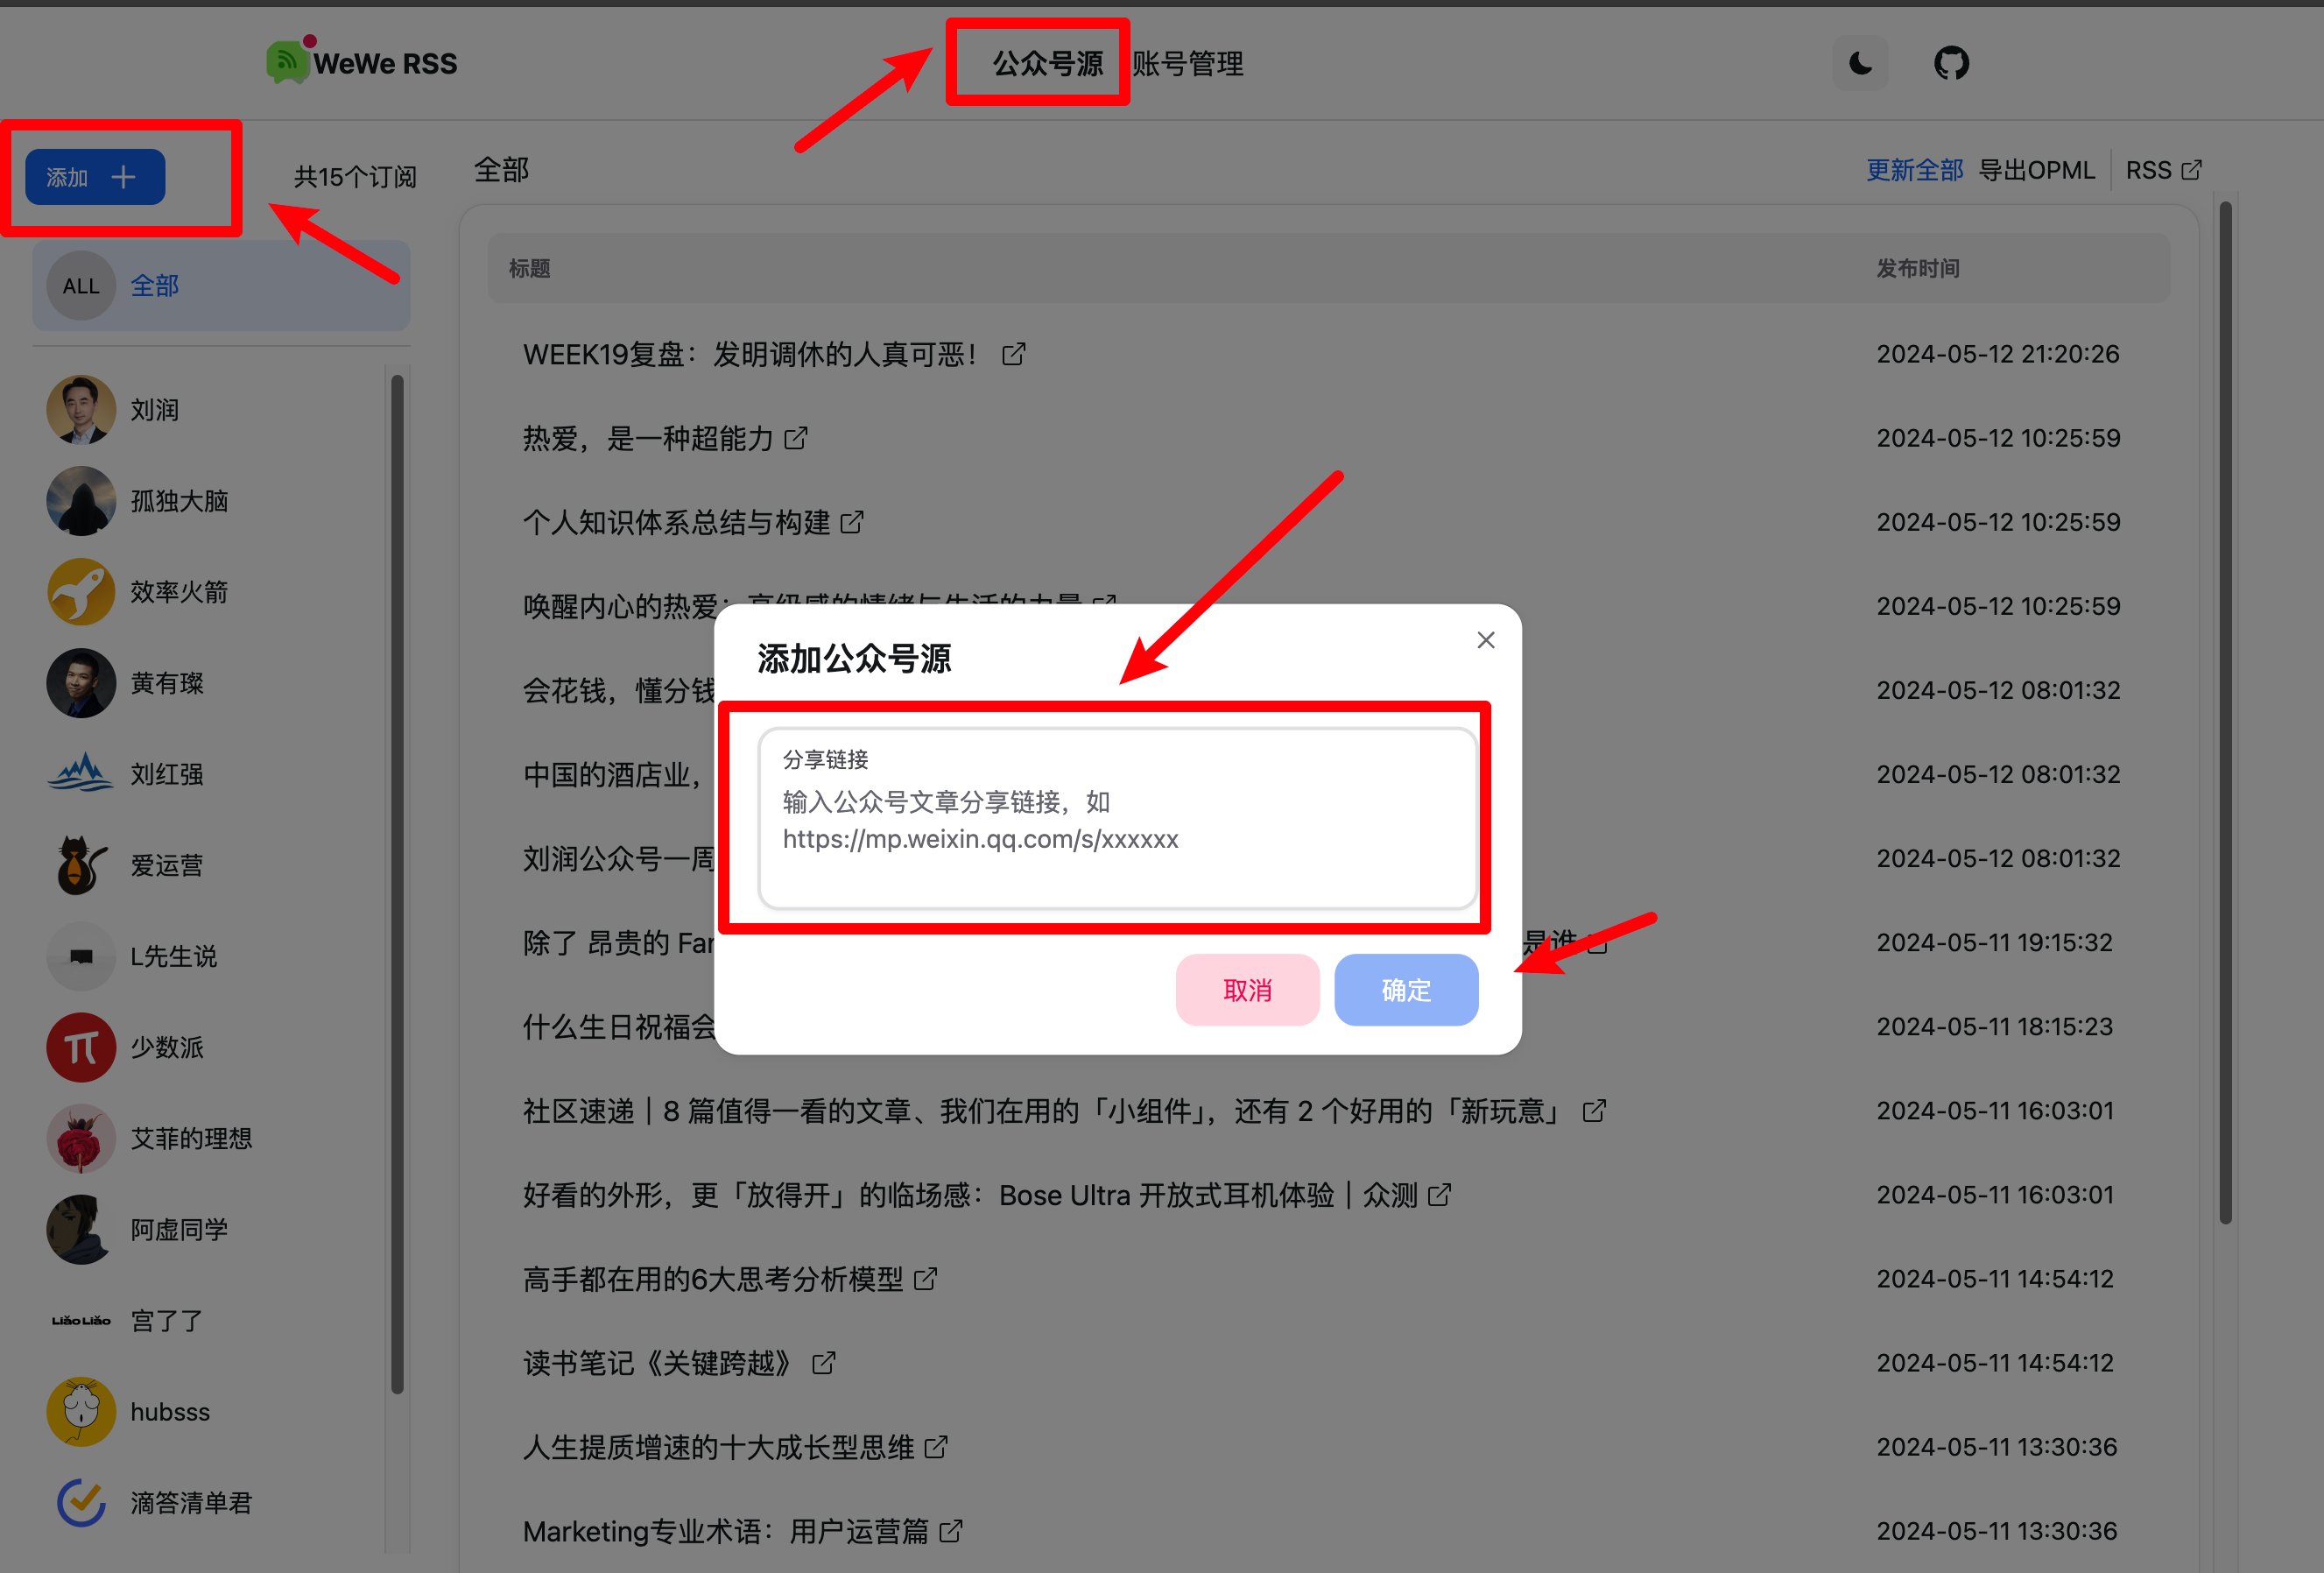 WeWe RSS
公众号源
账号管理
添加
共15个订阅
全部
更新全部
导出OPML
RSS
ALL
全部
刘润
孤独大脑
效率火箭
黄有璨
刘红强
爱运营
L先生说
少数派
艾菲的理想
阿虚同学
LiǎoLiǎo
宫了了
hubsss
滴答清单君
标题
发布时间
WEEK19复盘：发明调休的人真可恶！
2024-05-12 21:20:26
热爱，是一种超能力
2024-05-12 10:25:59
个人知识体系总结与构建
2024-05-12 10:25:59
唤醒内心的热爱：高级感的情绪与生活的力量
2024-05-12 10:25:59
会花钱，懂分钱
2024-05-12 08:01:32
中国的酒店业，
2024-05-12 08:01:32
刘润公众号一周
2024-05-12 08:01:32
除了 昂贵的 Far
是谁
2024-05-11 19:15:32
什么生日祝福会
2024-05-11 18:15:23
社区速递｜8 篇值得一看的文章、我们在用的「小组件」，还有 2 个好用的「新玩意」
2024-05-11 16:03:01
好看的外形，更「放得开」的临场感：Bose Ultra 开放式耳机体验｜众测
2024-05-11 16:03:01
高手都在用的6大思考分析模型
2024-05-11 14:54:12
读书笔记《关键跨越》
2024-05-11 14:54:12
人生提质增速的十大成长型思维
2024-05-11 13:30:36
Marketing专业术语：用户运营篇
2024-05-11 13:30:36
添加公众号源
分享链接
输入公众号文章分享链接，如
https://mp.weixin.qq.com/s/xxxxxx
取消
确定